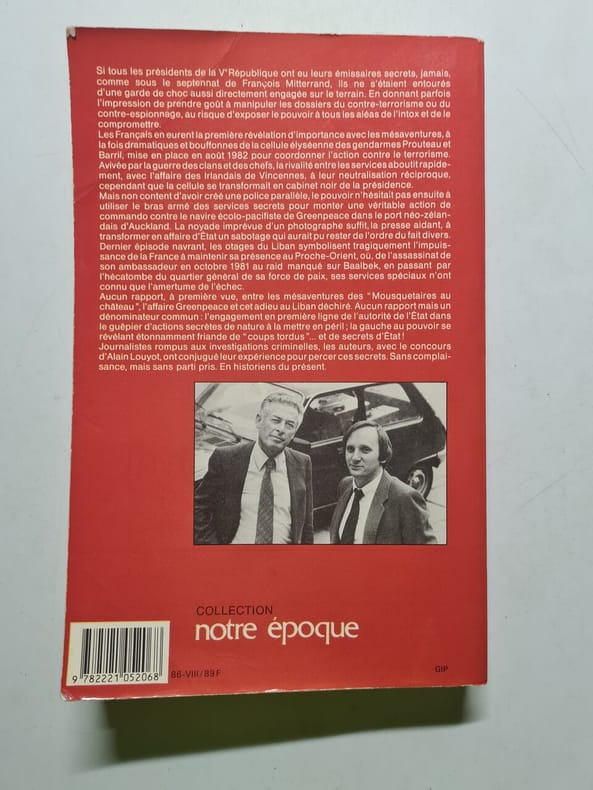 Si tous les présidents de la Vᵉ République ont eu leurs émissaires secrets, jamais,
comme sous le septennat de François Mitterrand, ils ne s'étaient entourés
d'une garde de choc aussi directement engagée sur le terrain. En donnant parfois
l'impression de prendre goût à manipuler les dossiers du contre-terrorisme ou du
contre-espionnage, au risque d'exposer le pouvoir à tous les aléas de l'intox et de le
compromettre.
Les Français en eurent la première révélation d'importance avec les mésaventures, à
la fois dramatiques et bouffonnes de la cellule élyséenne des gendarmes Prouteau et
Barril, mise en place en août 1982 pour coordonner l'action contre le terrorisme.
Avivée par la guerre des clans et des chefs, la rivalité entre les services aboutit rapide-
ment, avec l'affaire des Irlandais de Vincennes, à leur neutralisation réciproque,
cependant que la cellule se transformait en cabinet noir de la présidence.
Mais non content d'avoir créé une police parallèle, le pouvoir n'hésitait pas ensuite à
utiliser le bras armé des services secrets pour monter une véritable action de
commando contre le navire écolo-pacifiste de Greenpeace dans le port néo-zélan-
dais d'Auckland. La noyade imprévue d'un photographe suffit, la presse aidant, à
transformer en affaire d'État un sabotage qui aurait pu rester de l'ordre du fait divers.
Dernier épisode navrant, les otages du Liban symbolisent tragiquement l'impuis-
sance de la France à maintenir sa présence au Proche-Orient, où, de l'assassinat de
son ambassadeur en octobre 1981 au raid manqué sur Baalbek, en passant par
l'hécatombe du quartier général de sa force de paix, ses services spéciaux n'ont
connu que l'amertume de l'échec.
Aucun rapport, à première vue, entre les mésaventures des "Mousquetaires au
château", l'affaire Greenpeace et cet adieu au Liban déchiré. Aucun rapport mais un
dénominateur commun : l'engagement en première ligne de l'autorité de l'État dans
le guêpier d'actions secrètes de nature à la mettre en péril ; la gauche au pouvoir se
révélant étonnamment friande de "coups tordus"... et de secrets d'État !
Journalistes rompus aux investigations criminelles, les auteurs, avec le concours
d'Alain Louyot, ont conjugué leur expérience pour percer ces secrets. Sans complai-
sance, mais sans parti pris. En historiens du présent.
COLLECTION
notre époque
9 782221 052068
86-VIII/89 F
GIP